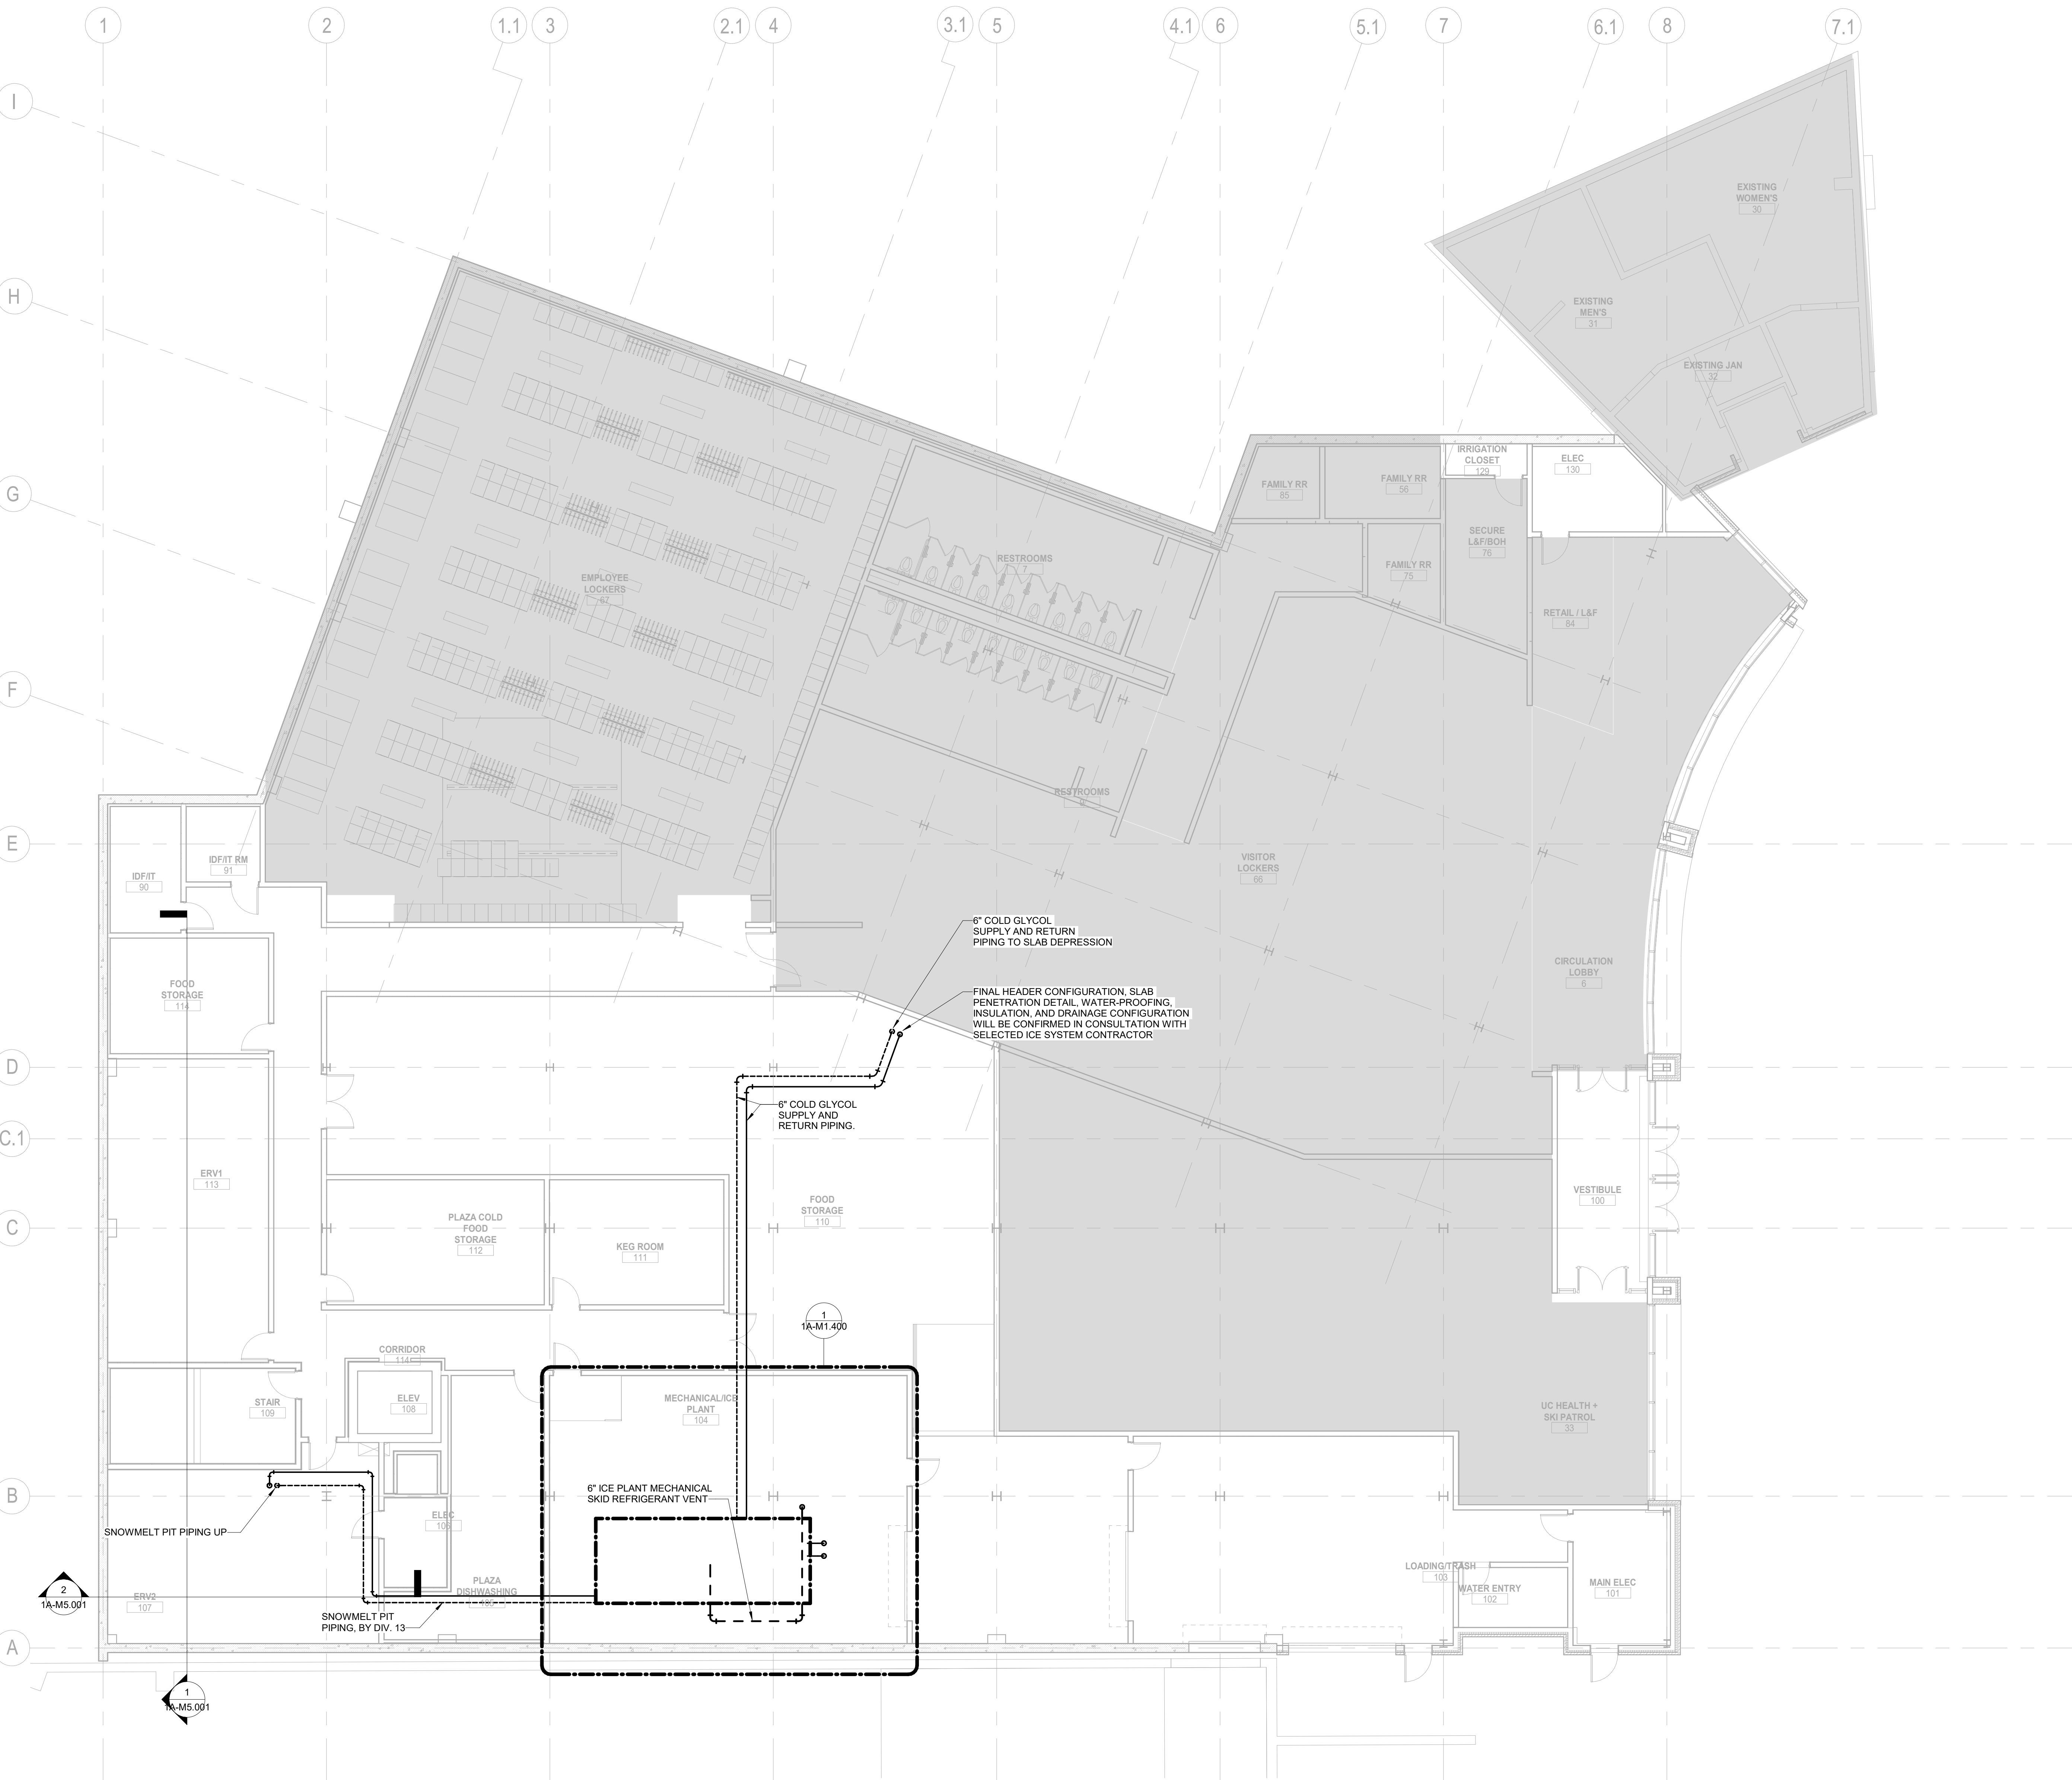 1
2
1.1
3
2.1
4
3.1
5
4.1
6
5.1
7
6.1
8
7.1
I
H
G
F
E
D
C.1
C
B
A
EXISTING
WOMEN'S
30
EXISTING
MEN'S
31
EXISTING JAN
32
IRRIGATION
CLOSET
129
ELEC
130
FAMILY RR
85
FAMILY RR
56
SECURE
L&F/BOH
76
FAMILY RR
75
RETAIL / L&F
84
EMPLOYEE
LOCKERS
67
RESTROOMS
7
RESTROOMS
VISITOR
LOCKERS
66
IDF/IT RM
91
IDF/IT
90
FOOD
STORAGE
114
6" COLD GLYCOL
SUPPLY AND RETURN
PIPING TO SLAB DEPRESSION
CIRCULATION
LOBBY
6
FINAL HEADER CONFIGURATION, SLAB
PENETRATION DETAIL, WATER-PROOFING,
INSULATION, AND DRAINAGE CONFIGURATION
WILL BE CONFIRMED IN CONSULTATION WITH
SELECTED ICE SYSTEM CONTRACTOR
6" COLD GLYCOL
SUPPLY AND
RETURN PIPING.
ERV1
113
PLAZA COLD
FOOD
STORAGE
112
KEG ROOM
111
FOOD
STORAGE
110
VESTIBULE
100
1
1A-M1.400
CORRIDOR
114
ELEV
108
STAIR
109
MECHANICAL/ICE
PLANT
104
UC HEALTH +
SKI PATROL
33
6" ICE PLANT MECHANICAL
SKID REFRIGERANT VENT
ELEC
106
SNOWMELT PIT PIPING UP
2
1A-M5.001
ERV2
107
PLAZA
DISHWASHING
105
SNOWMELT PIT
PIPING, BY DIV. 13
LOADING/TRASH
103
WATER ENTRY
102
MAIN ELEC
101
1
1A-M5.001